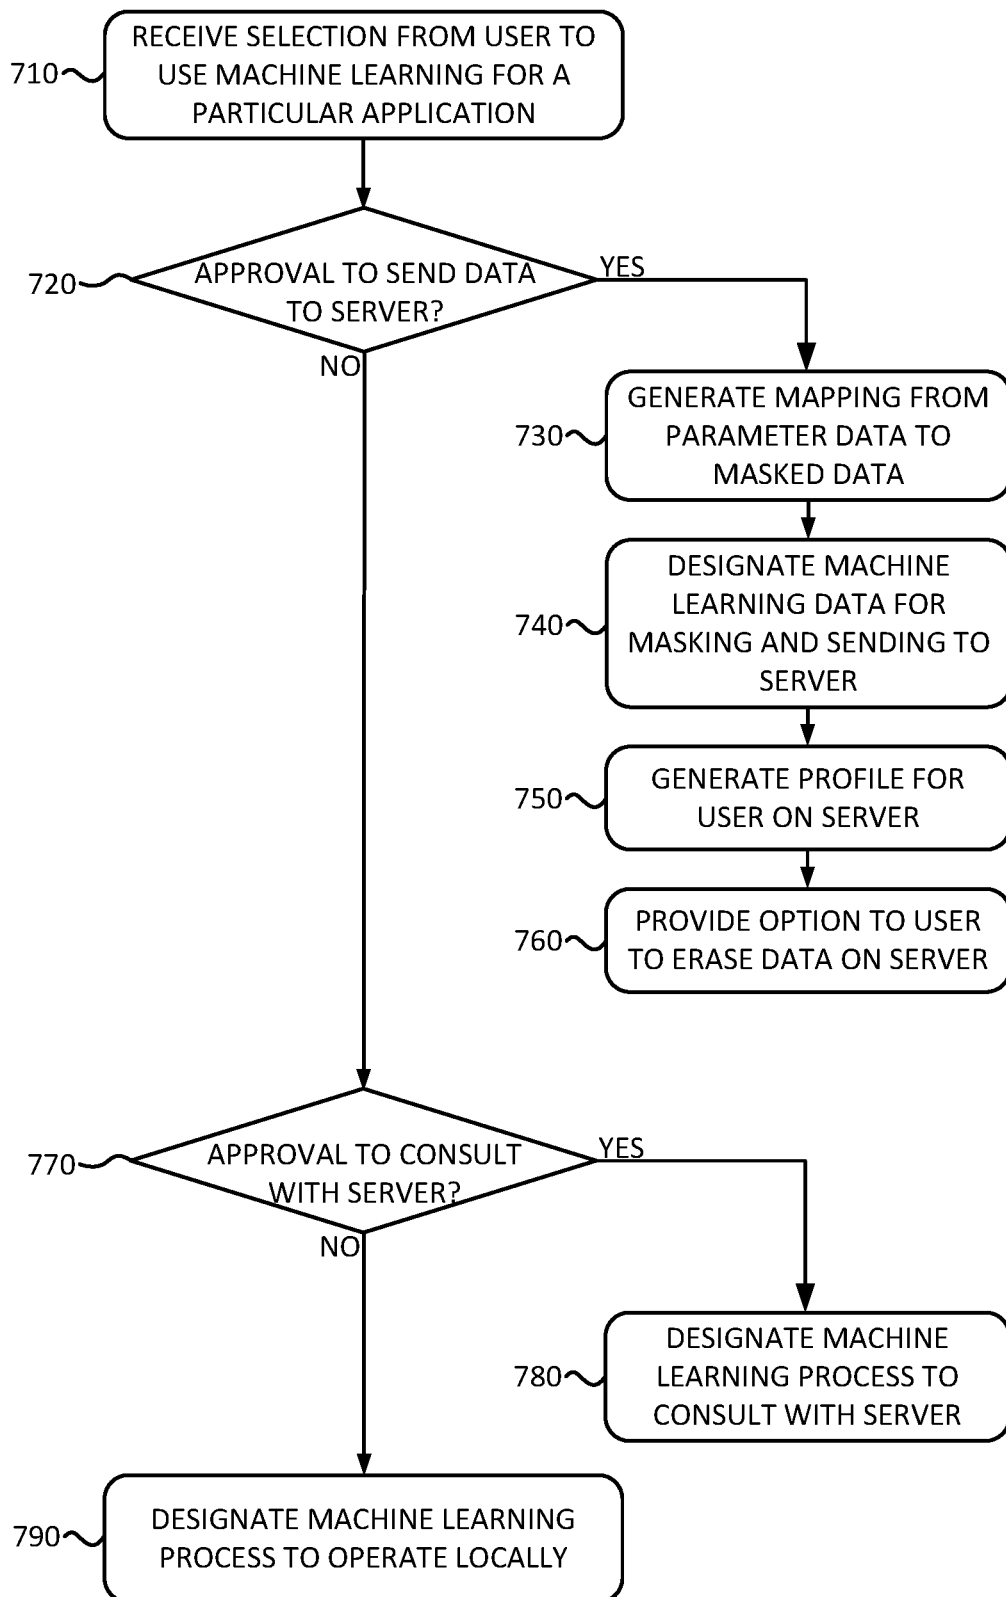 RECEIVE SELECTION FROM USER TO
USE MACHINE LEARNING FOR A
PARTICULAR APPLICATION
710
APPROVAL TO SEND DATA
TO SERVER?
720
YES
NO
GENERATE MAPPING FROM
PARAMETER DATA TO
MASKED DATA
730
DESIGNATE MACHINE
LEARNING DATA FOR
MASKING AND SENDING TO
SERVER
740
GENERATE PROFILE FOR
USER ON SERVER
750
PROVIDE OPTION TO USER
TO ERASE DATA ON SERVER
760
APPROVAL TO CONSULT
WITH SERVER?
770
YES
NO
DESIGNATE MACHINE
LEARNING PROCESS TO
CONSULT WITH SERVER
780
DESIGNATE MACHINE LEARNING
PROCESS TO OPERATE LOCALLY
790